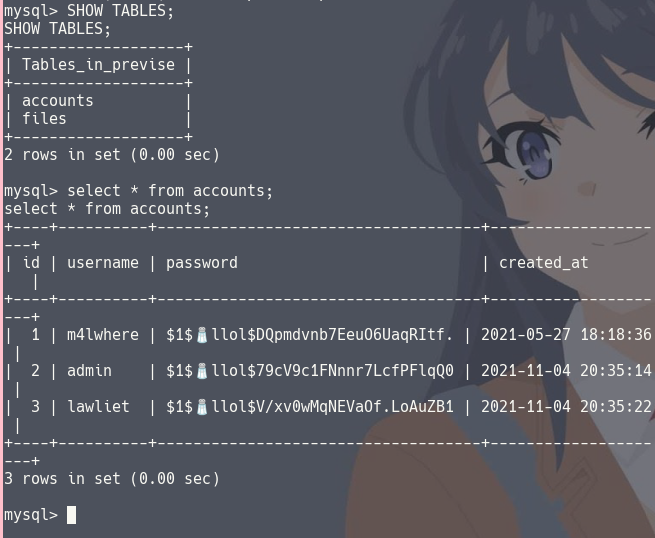 mysql> SHOW TABLES;
SHOW TABLES;
+-------------------+
| Tables_in_previse |
+-------------------+
| accounts          |
| files             |
+-------------------+
2 rows in set (0.00 sec)

mysql> select * from accounts;
select * from accounts;
+----+----------+------------------------------------+------------------
---+
| id | username | password                           | created_at
   |
+----+----------+------------------------------------+------------------
---+
|  1 | m4lwhere | $1$🧂llol$DQpmdvnb7EeuO6UaqRItf. | 2021-05-27 18:18:36
 |
|  2 | admin    | $1$🧂llol$79cV9c1FNnnr7LcfPFlqQ0 | 2021-11-04 20:35:14
 |
|  3 | lawliet  | $1$🧂llol$V/xv0wMqNEVaOf.LoAuZB1 | 2021-11-04 20:35:22
 |
+----+----------+------------------------------------+------------------
---+
3 rows in set (0.00 sec)

mysql>